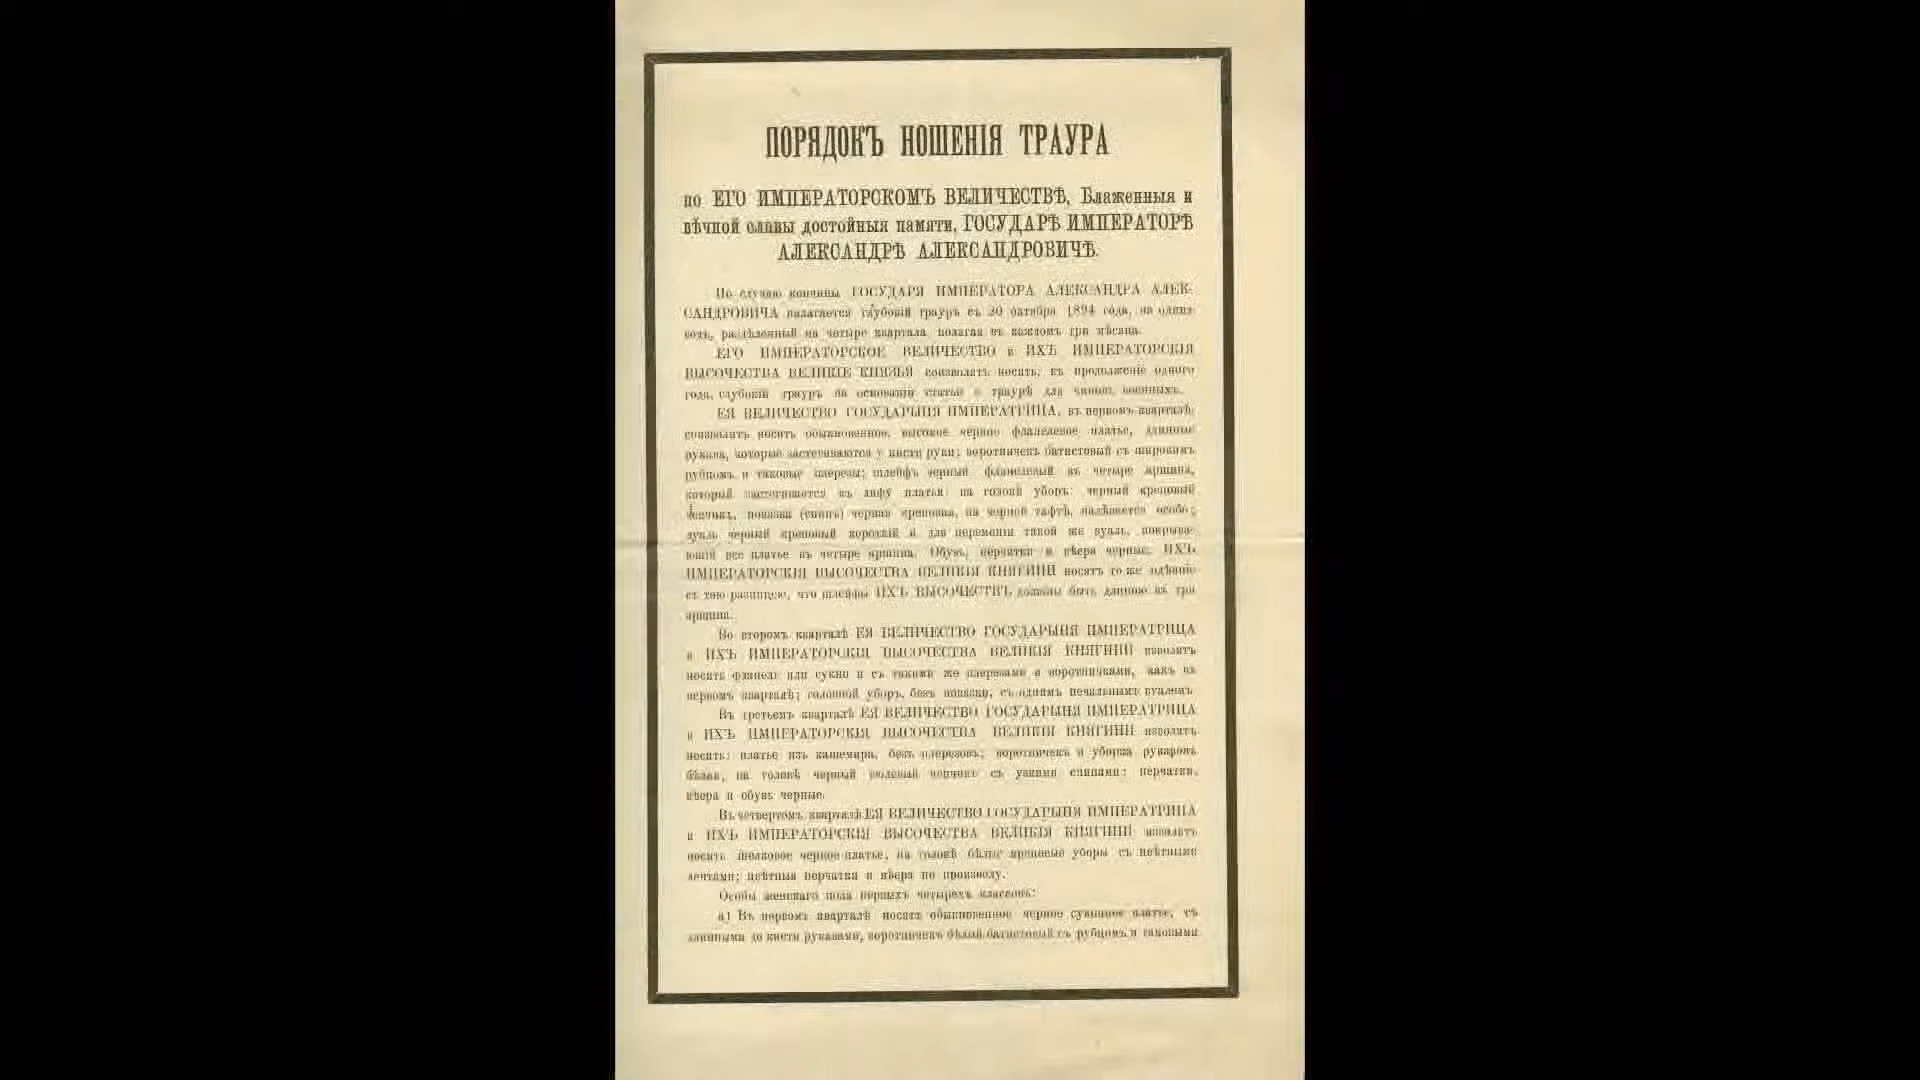 ПОРЯДОКЪ НОШЕНІЯ ТРАУРА
по ЕГО ИМПЕРАТОРСКОМЪ ВЕЛИЧЕСТВѢ, Блаженныя и
вѣчной славы достойныя памяти, ГОСУДАРѢ ИМПЕРАТОРѢ
АЛЕКСАНДРѢ АЛЕКСАНДРОВИЧѢ.
По случаю кончины ГОСУДАРЯ ИМПЕРАТОРА АЛЕКСАНДРА АЛЕК-
САНДРОВИЧА налагается глубокій трауръ съ 20 октября 1894 года, на одинъ
годъ, раздѣленный на четыре квартала полагая въ каждомъ три мѣсяца.
ЕГО ИМПЕРАТОРСКОЕ ВЕЛИЧЕСТВО и ИХЪ ИМПЕРАТОРСКІЯ
ВЫСОЧЕСТВА ВЕЛИКІЕ КНЯЗЬЯ соизволятъ носить, въ продолженіе одного
года, глубокій трауръ на основаніи статьи о траурѣ для чиновъ военныхъ.
ЕЯ ВЕЛИЧЕСТВО ГОСУДАРЫНЯ ИМПЕРАТРИЦА, въ первомъ кварталѣ,
соизволитъ носить обыкновенное, высокое черное фланелевое платье, длинные
рукава, которые застегиваются у кисти руки; воротничекъ батистовый съ широкимъ
рубцомъ и таковые плерезы; шлейфъ черный фланелевый въ четыре аршина,
который застегивается къ лифу платья; на головѣ уборъ: черный креповый
чепчикъ, повязка черная креповая, на черной тафтѣ, надѣвается особо;
вуаль черный креповый короткій и для перемѣны такой же вуаль, покрыва-
ющій все платье въ четыре аршина. Обувь, перчатки и вѣера черные. ИХЪ
ИМПЕРАТОРСКІЯ ВЫСОЧЕСТВА ВЕЛИКІЯ КНЯГИНИ носятъ то же одѣяніе
съ тою разницею, что шлейфы ИХЪ ВЫСОЧЕСТВЪ должны быть длиною въ три
аршина.
Во второмъ кварталѣ ЕЯ ВЕЛИЧЕСТВО ГОСУДАРЫНЯ ИМПЕРАТРИЦА
и ИХЪ ИМПЕРАТОРСКІЯ ВЫСОЧЕСТВА ВЕЛИКІЯ КНЯГИНИ изволятъ
носить фланель или сукно и съ такими же плерезами и воротничками, какъ въ
первомъ кварталѣ; головной уборъ, безъ повязки, съ однимъ печальнымъ вуалемъ
Въ третьемъ кварталѣ ЕЯ ВЕЛИЧЕСТВО ГОСУДАРЫНЯ ИМПЕРАТРИЦА
и ИХЪ ИМПЕРАТОРСКІЯ ВЫСОЧЕСТВА ВЕЛИКІЯ КНЯГИНИ изволятъ
носить: платье изъ кашемира, безъ плерезовъ; воротничекъ и уборка рукавовъ
бѣлая, на головѣ черный чепчикъ съ узкими перчатки,
вѣера и обувь черные.
Въ четвертомъ кварталѣ ЕЯ ВЕЛИЧЕСТВО ГОСУДАРЫНЯ ИМПЕРАТРИЦА
и ИХЪ ИМПЕРАТОРСКІЯ ВЫСОЧЕСТВА ВЕЛИКІЯ КНЯГИНИ изволятъ
носить шелковое черное платье, на головѣ бѣлые креповые уборы съ цвѣтными
лентами; цвѣтныя перчатки и вѣера по произволу.
Особы женскаго пола первыхъ четырехъ классовъ:
а) Въ первомъ кварталѣ носятъ обыкновенное черное суконное платье, съ
длинными до кисти рукавами, воротничекъ бѣлый батистовый съ рубцомъ и таковыми